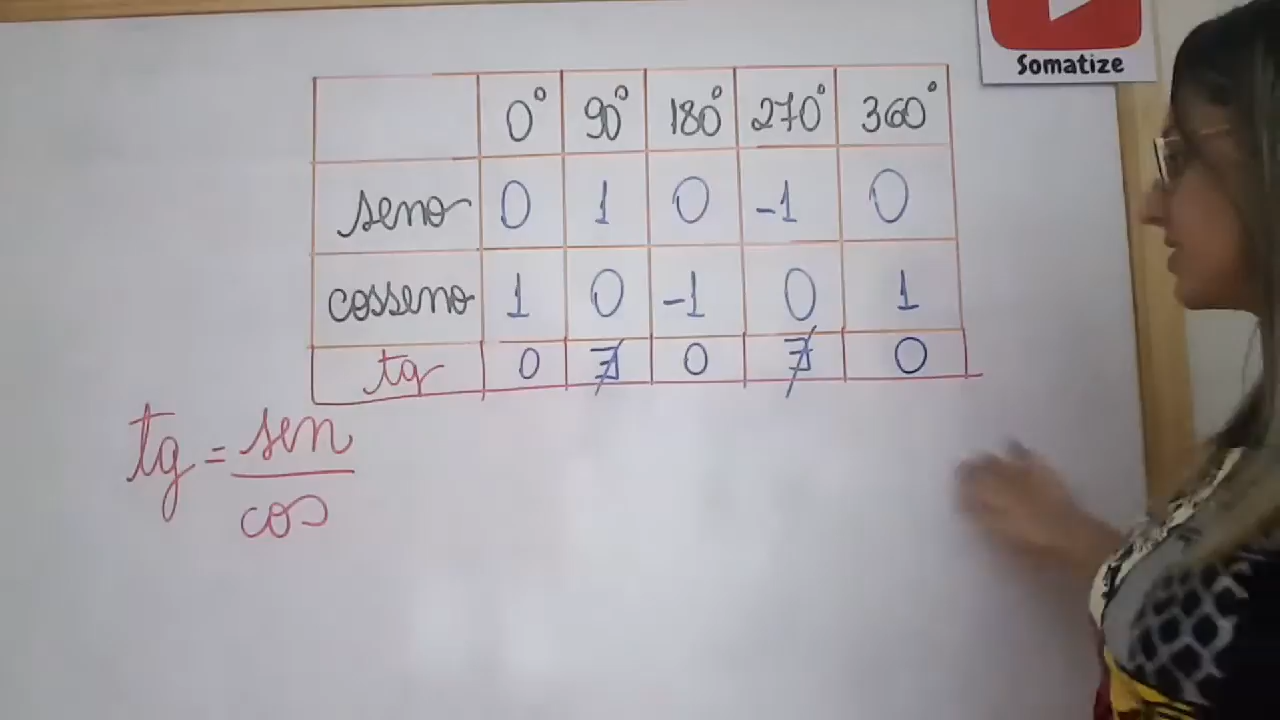 Somatize
0° 90° 180° 270° 360°
seno 0 1 0 -1 0
cosseno 1 0 -1 0 1
tg 0 ∄ 0 ∄ 0
tg = sen
cos